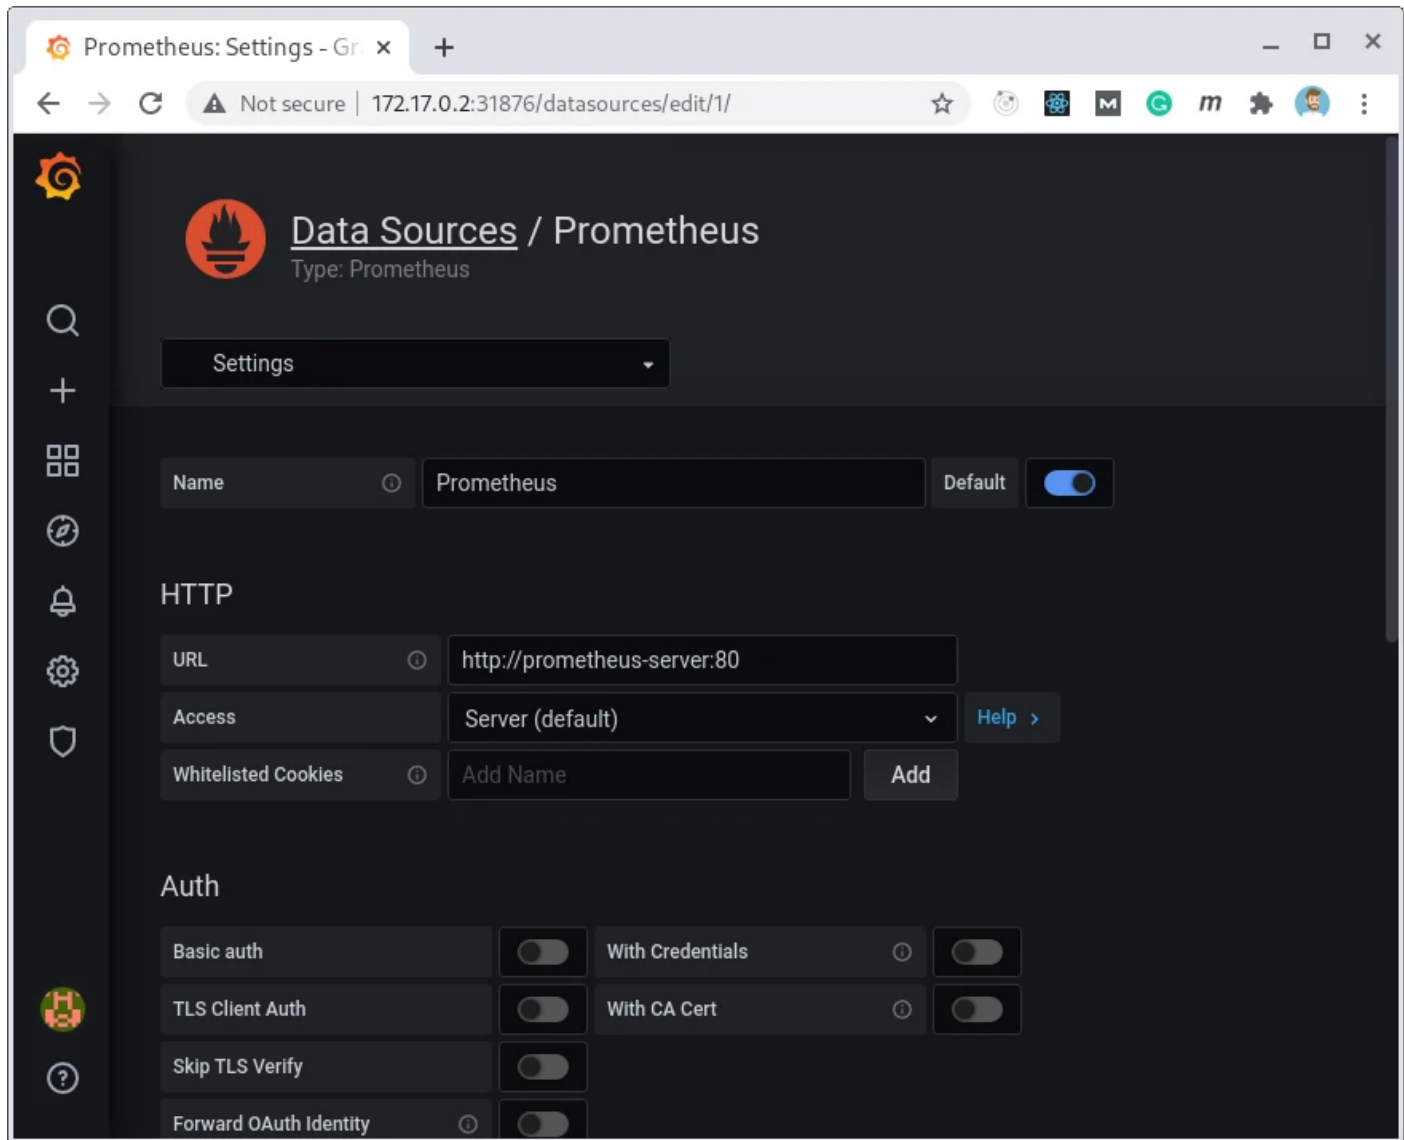 Prometheus: Settings - Gr
Not secure 172.17.0.2:31876/datasources/edit/1/
Data Sources / Prometheus
Type: Prometheus
Settings
Name Prometheus Default
HTTP
URL http://prometheus-server:80
Access Server (default) Help
Whitelisted Cookies Add Name Add
Auth
Basic auth With Credentials
TLS Client Auth With CA Cert
Skip TLS Verify
Forward OAuth Identity